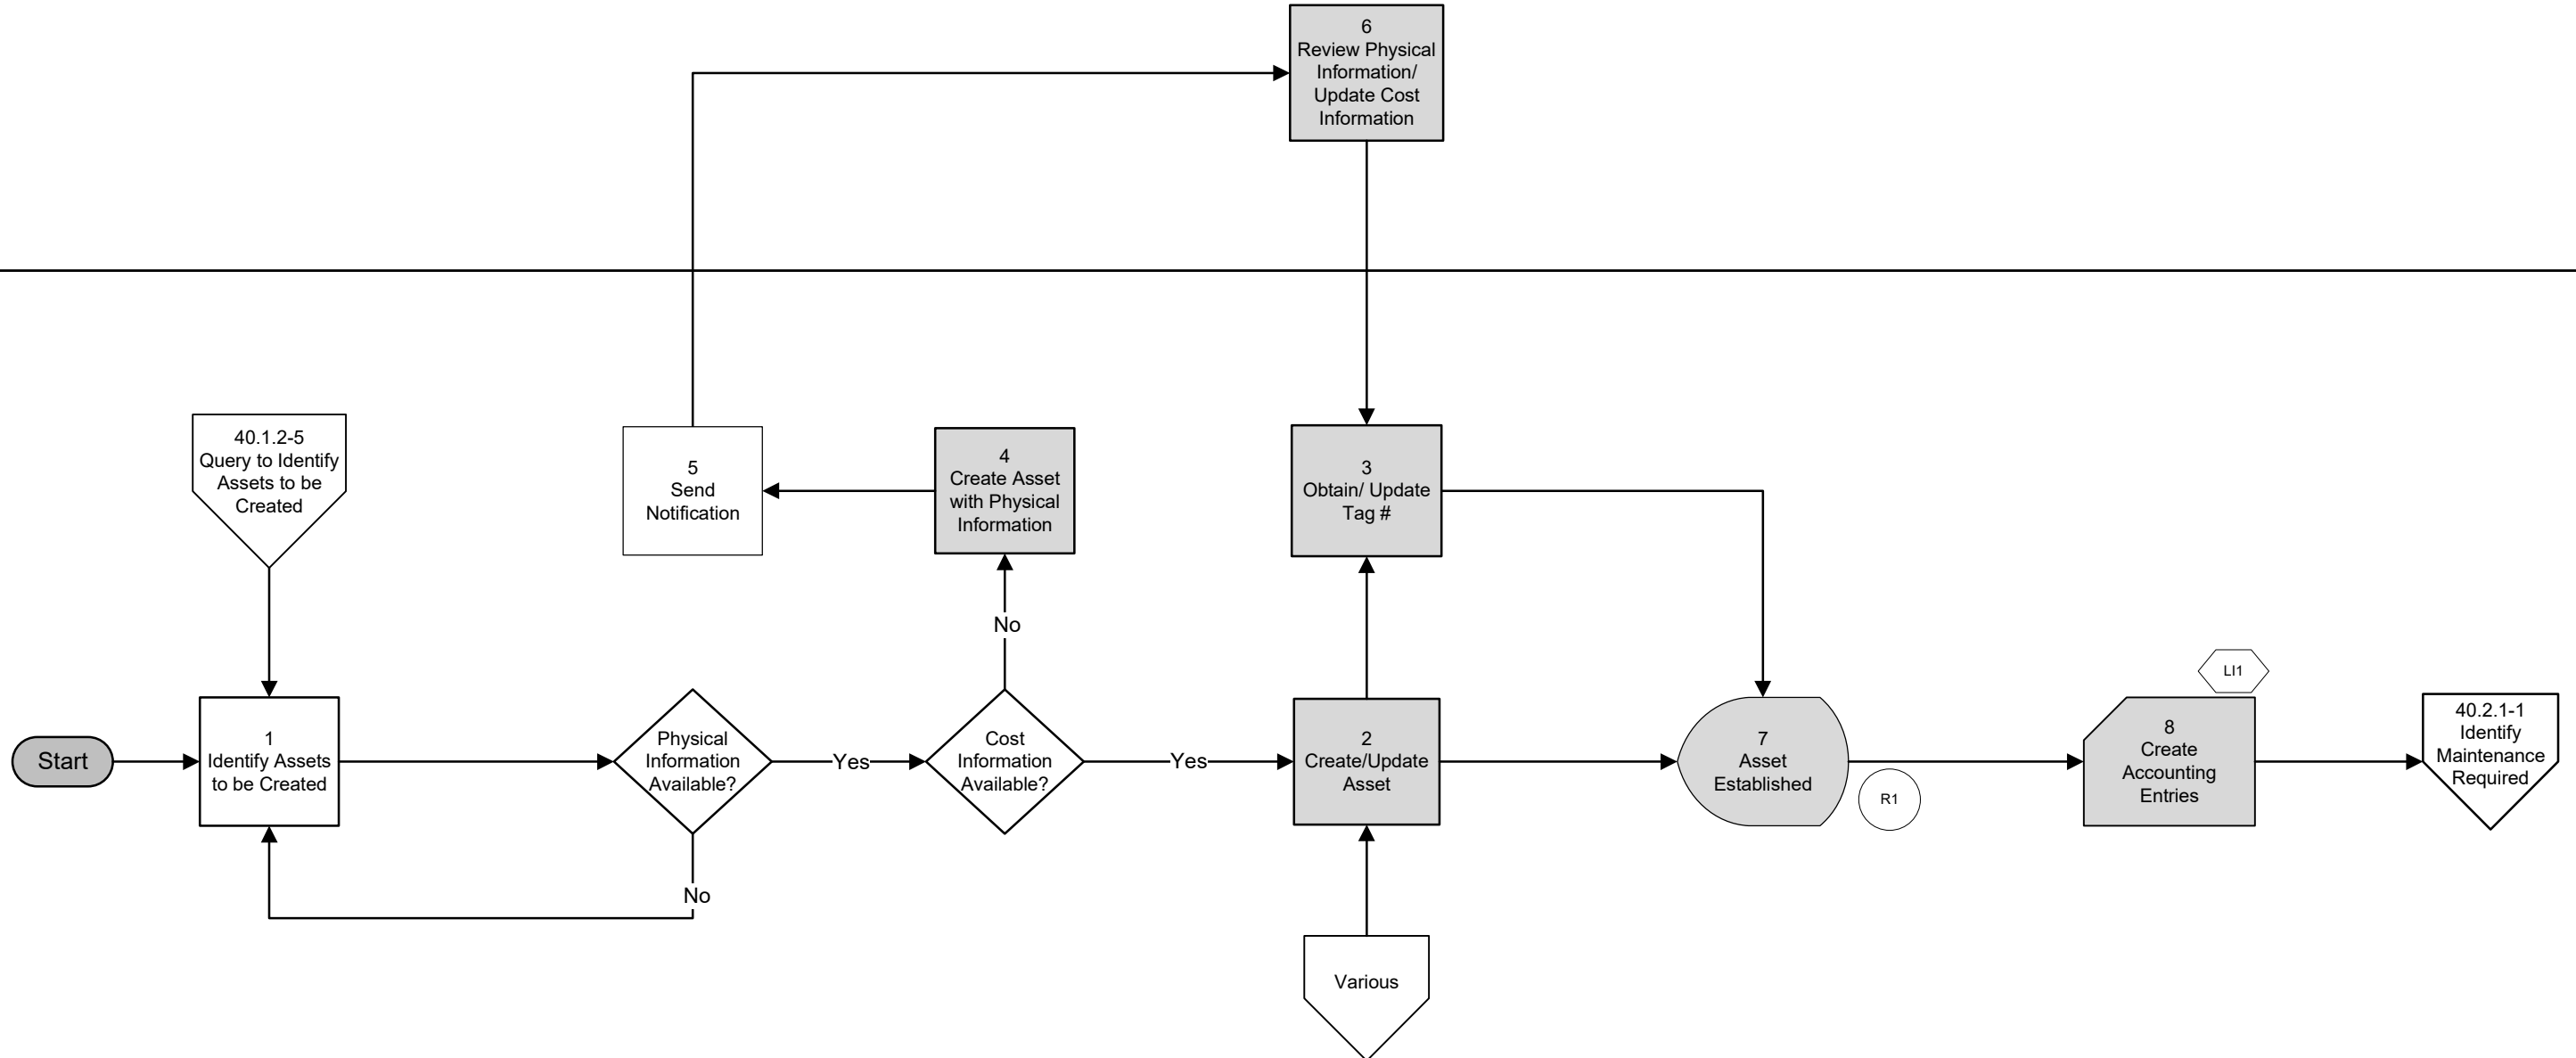 6
Review Physical
Information/
Update Cost
Information
40.1.2-5
Query to Identify
Assets to be
Created
5
Send
Notification
4
Create Asset
with Physical
Information
3
Obtain/ Update
Tag #
No
LI1
Start
1
Identify Assets
to be Created
Physical
Information
Available?
Yes
Cost
Information
Available?
Yes
2
Create/Update
Asset
7
Asset
Established
R1
8
Create
Accounting
Entries
40.2.1-1
Identify
Maintenance
Required
No
Various